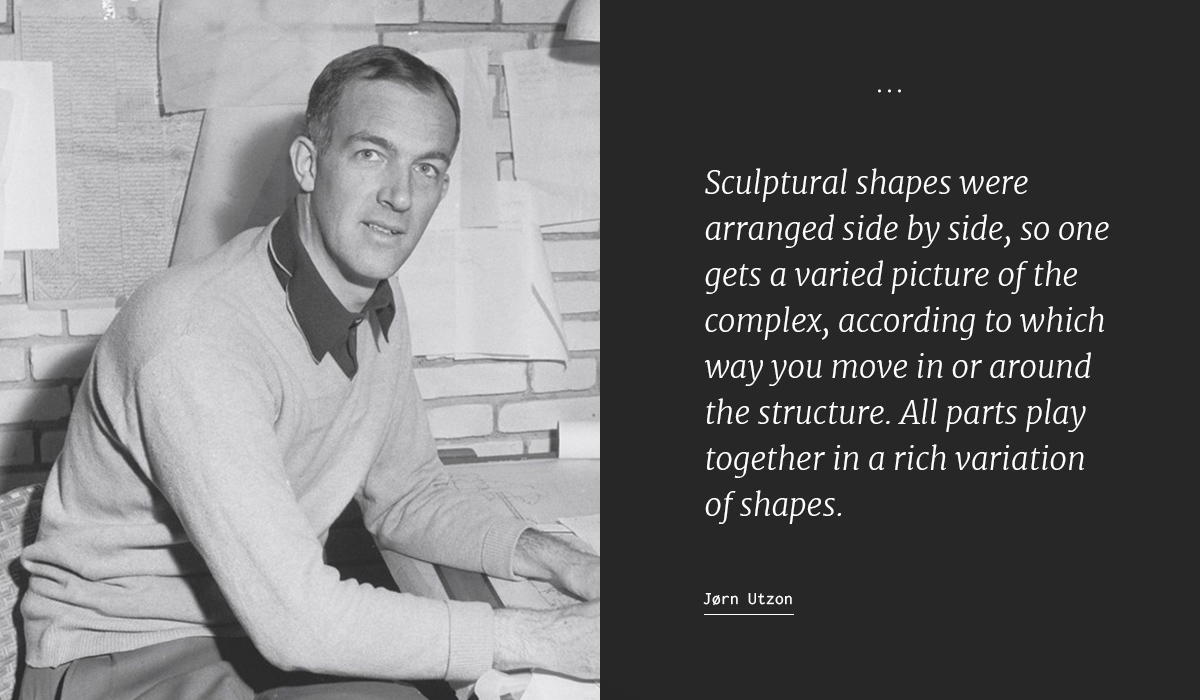 ...
Sculptural shapes were
arranged side by side, so one
gets a varied picture of the
complex, according to which
way you move in or around
the structure. All parts play
together in a rich variation
of shapes.
Jørn Utzon